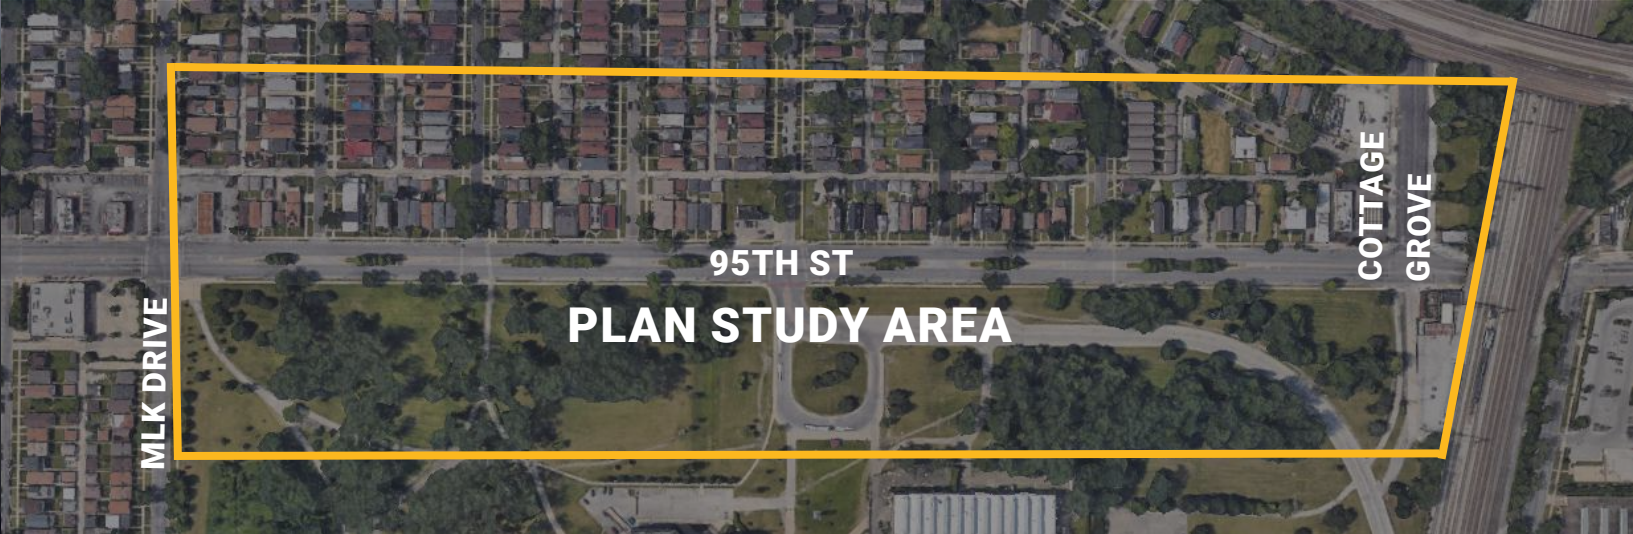 95TH ST
PLAN STUDY AREA
MLK DRIVE
COTTAGE
GROVE